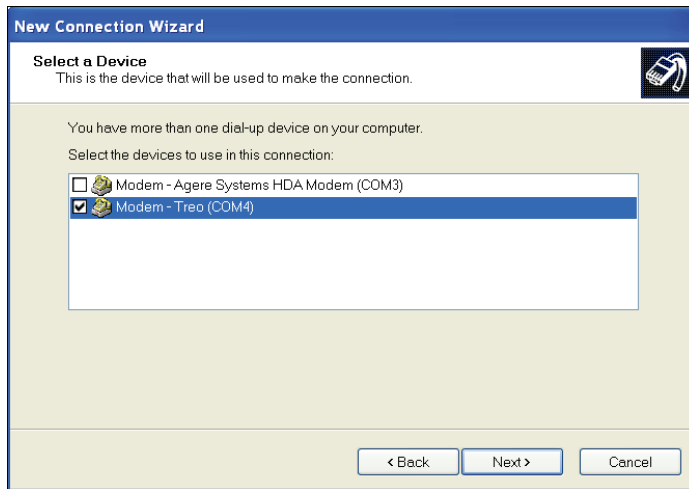 New Connection Wizard
Select a Device
This is the device that will be used to make the connection.
You have more than one dial-up device on your computer.
Select the devices to use in this connection:
Modem - Agere Systems HDA Modem (COM3)
Modem - Treo (COM4)
< Back Next > Cancel